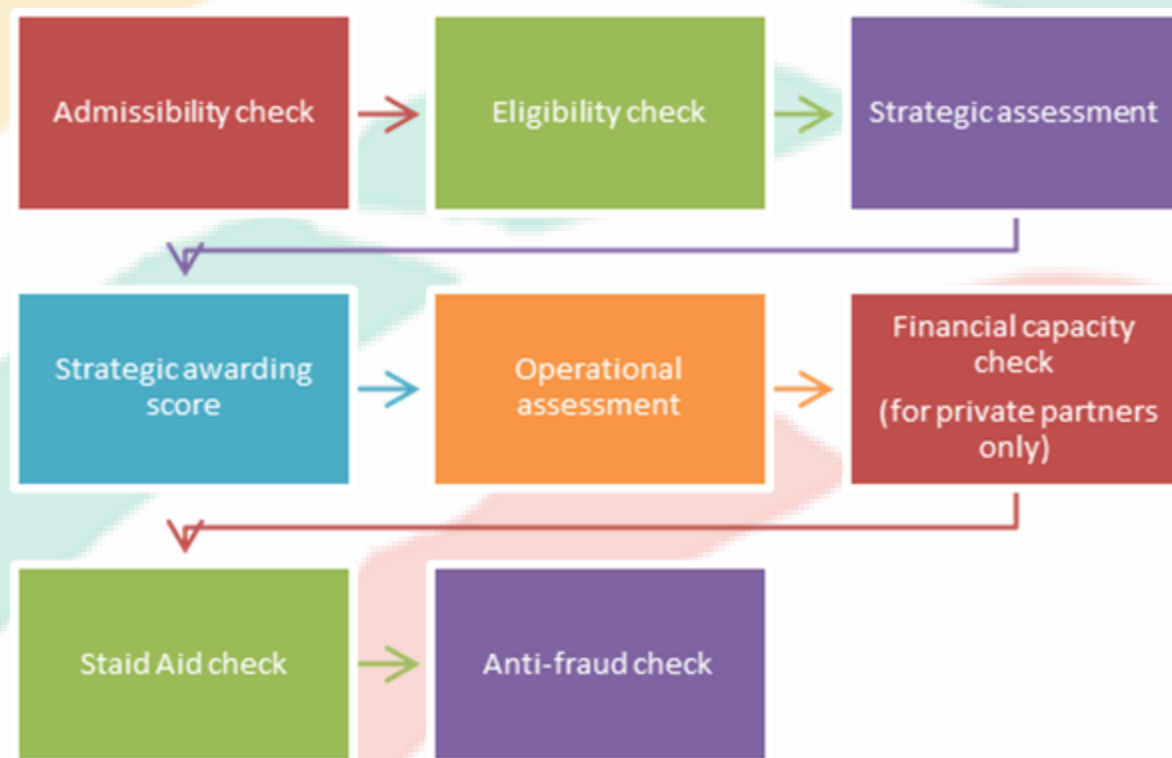 Admissibility check
Eligibility check
Strategic assessment
Strategic awarding
score
Operational
assessment
Financial capacity
check
(for private partners
only)
Staid Aid check
Anti-fraud check